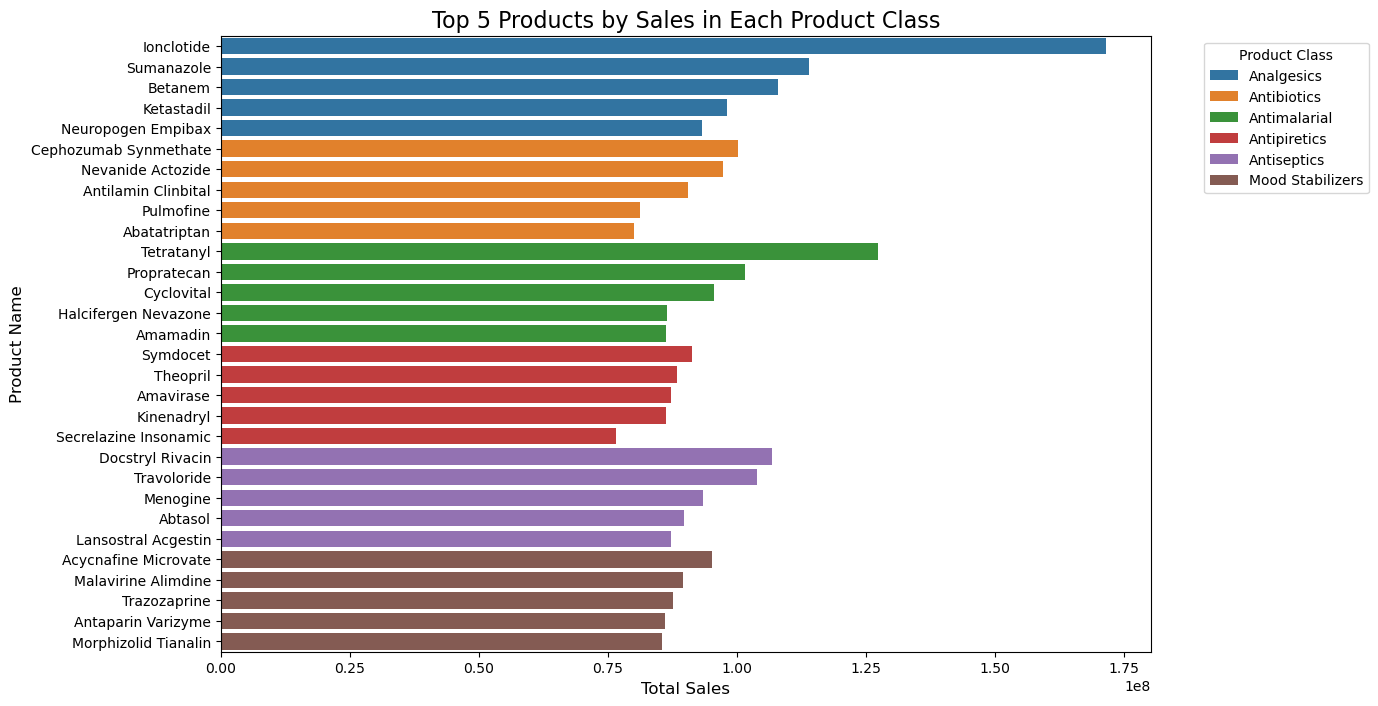 Top 5 Products by Sales in Each Product Class
Product Name
Ionclotide
Sumanazole
Betanem
Ketastadil
Neuropogen Empibax
Cephozumab Synmethate
Nevanide Actozide
Antilamin Clinbital
Pulmofine
Abatatriptan
Tetratanyl
Propratecan
Cyclovital
Halcifergen Nevazone
Amamadin
Symdocet
Theopril
Amavirase
Kinenadryl
Secrelazine Insonamic
Docstryl Rivacin
Travoloride
Menogine
Abtasol
Lansostral Acgestin
Acycnafine Microvate
Malavirine Alimdine
Trazozaprine
Antaparin Varizyme
Morphizolid Tianalin
0.00 0.25 0.50 0.75 1.00 1.25 1.50 1.75
1e8
Total Sales
Product Class
Analgesics
Antibiotics
Antimalarial
Antipiretics
Antiseptics
Mood Stabilizers